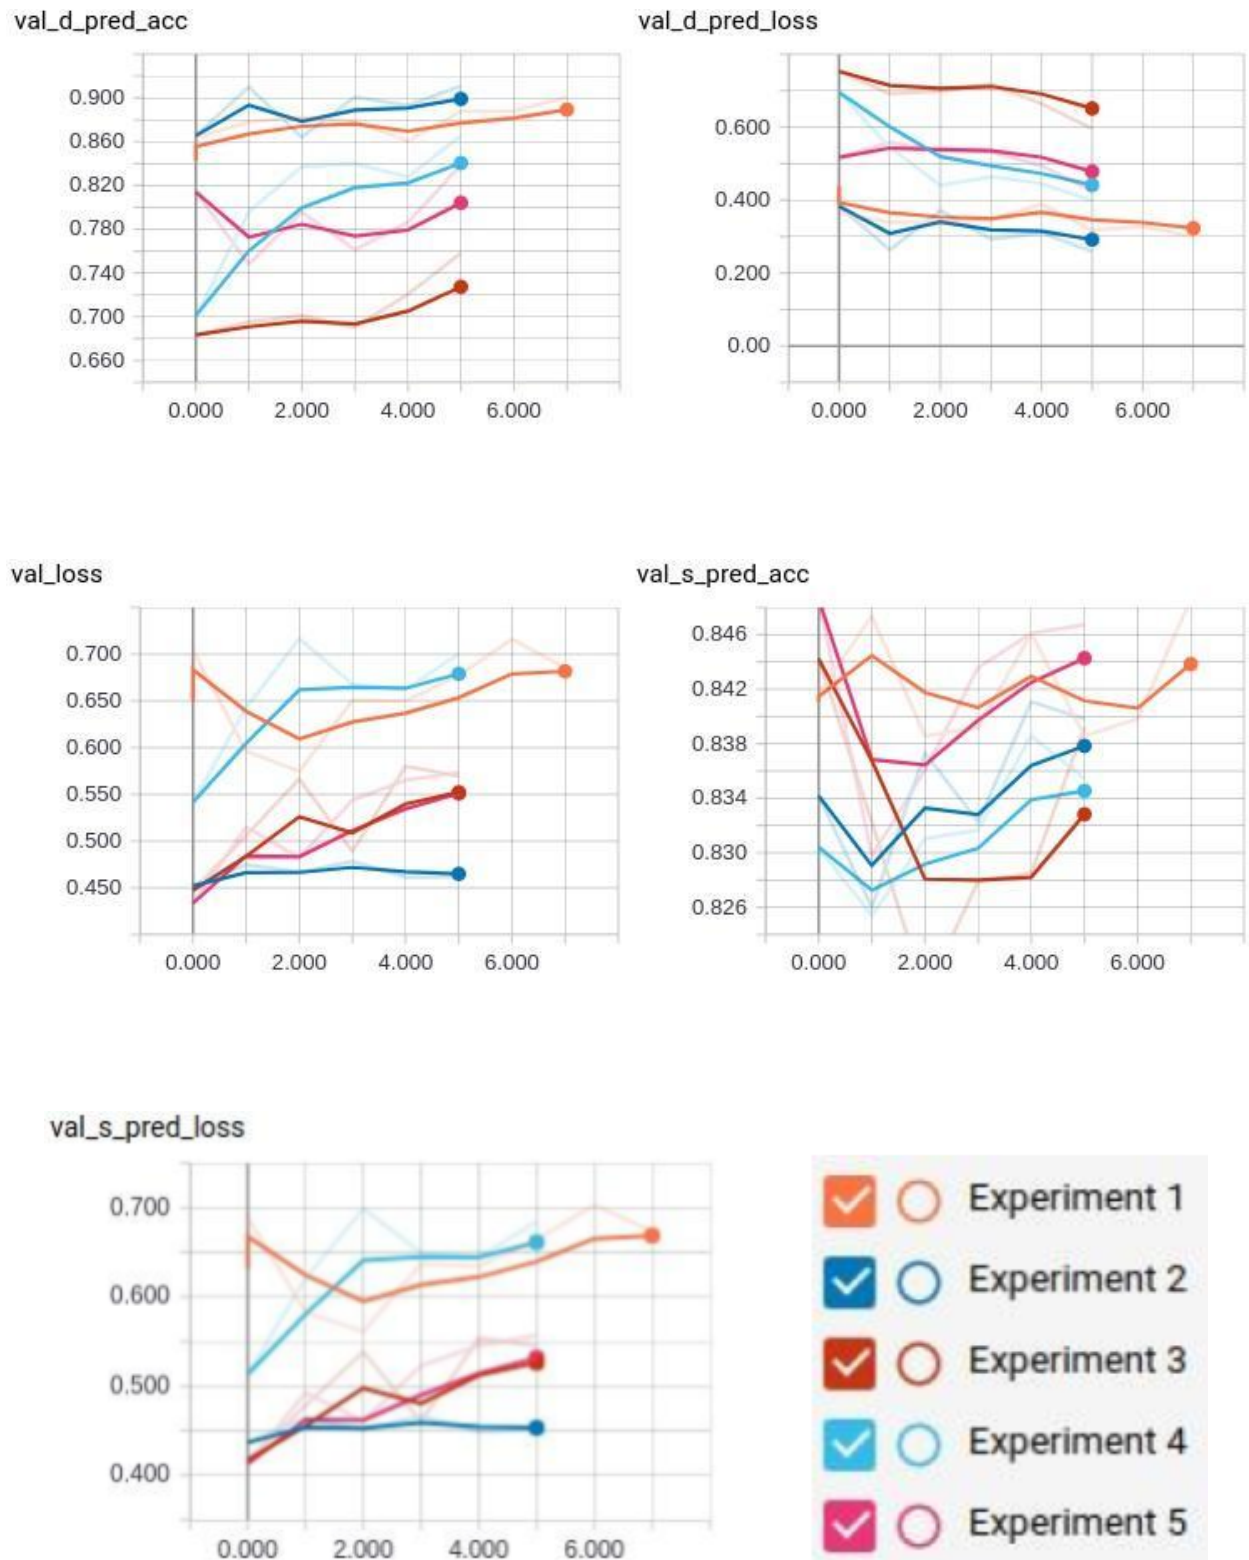 val_d_pred_acc
0.900
0.860
0.820
0.780
0.740
0.700
0.660
0.000 2.000 4.000 6.000
val_d_pred_loss
0.600
0.400
0.200
0.00
0.000 2.000 4.000 6.000
val_loss
0.700
0.650
0.600
0.550
0.500
0.450
0.000 2.000 4.000 6.000
val_s_pred_acc
0.846
0.842
0.838
0.834
0.830
0.826
0.000 2.000 4.000 6.000
val_s_pred_loss
0.700
0.600
0.500
0.400
0.000 2.000 4.000 6.000
Experiment 1
Experiment 2
Experiment 3
Experiment 4
Experiment 5